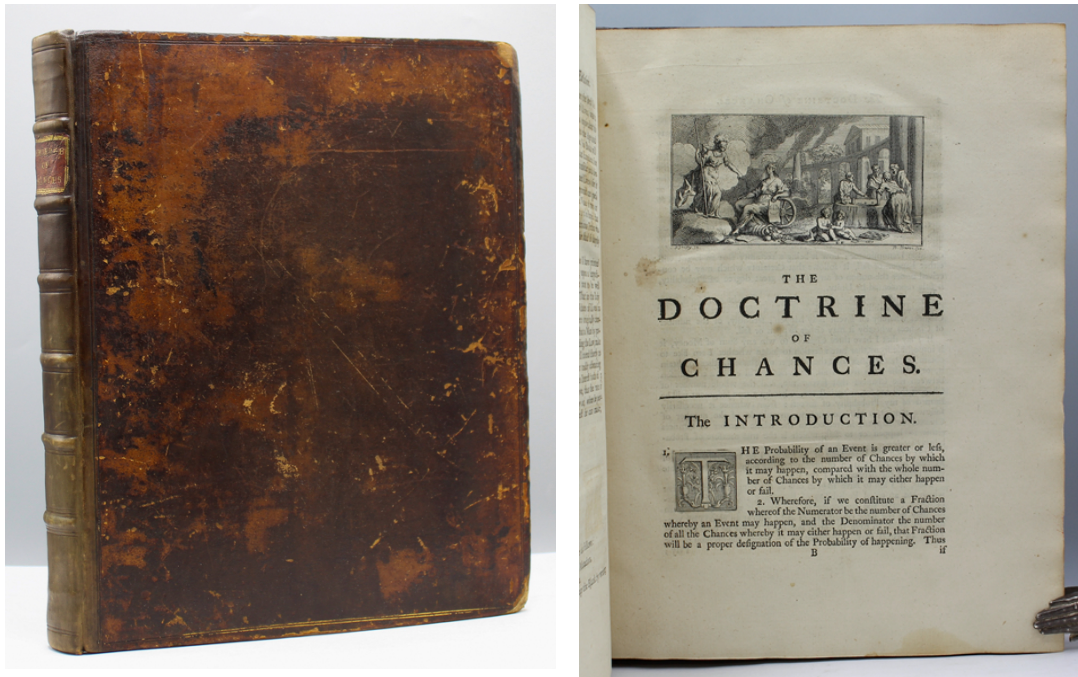 OF
THE
DOCTRINE
OF
CHANCES.
The INTRODUCTION.
1. THE Probability of an Event is greater or leſs,
according to the number of Chances by which
it may happen, compared with the whole num-
ber of Chances by which it may either happen
or fail.
2. Wherefore, if we conſtitute a Fraction
whereof the Numerator be the number of Chances
whereby an Event may happen, and the Denominator the number
of all the Chances whereby it may either happen or fail, that Fraction
will be a proper deſignation of the Probability of happening. Thus
B if